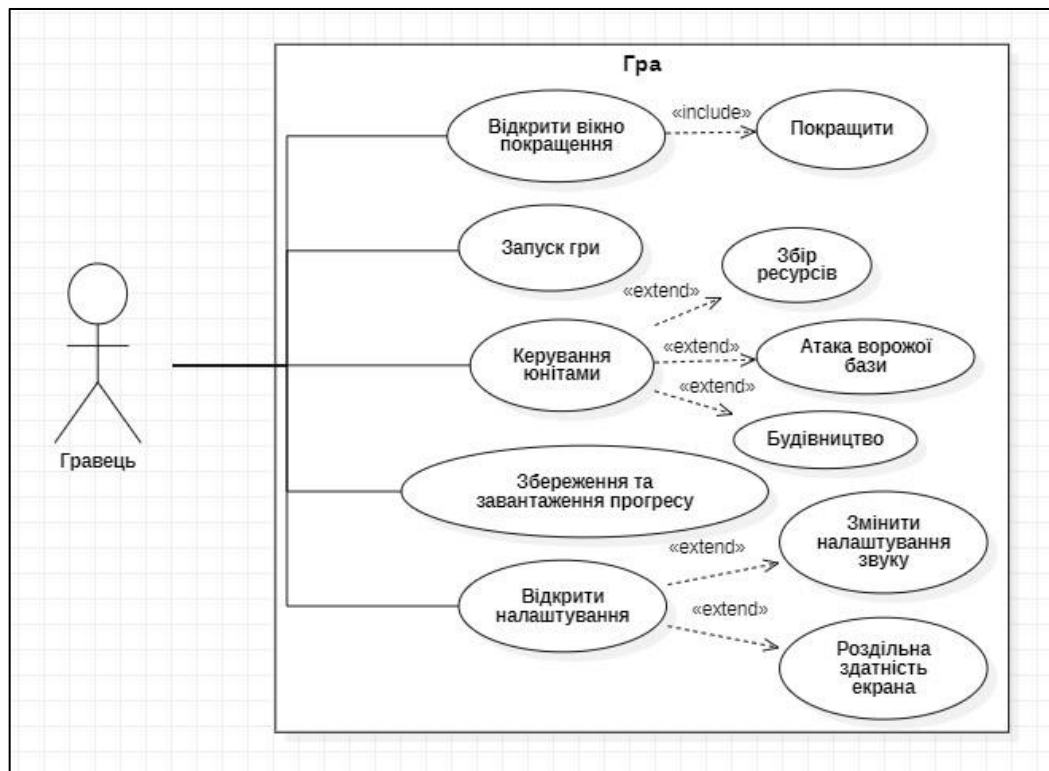 Гра
Відкрити вікно
покращення
«include»
Покращити
Запуск гри
Збір
ресурсів
«extend»
Керування
юнітами
«extend»
Атака ворожої
бази
«extend»
Будівництво
Гравець
Збереження та
завантаження прогресу
Змінити
налаштування
звуку
«extend»
Відкрити
налаштування
«extend»
Роздільна
здатність
екрана